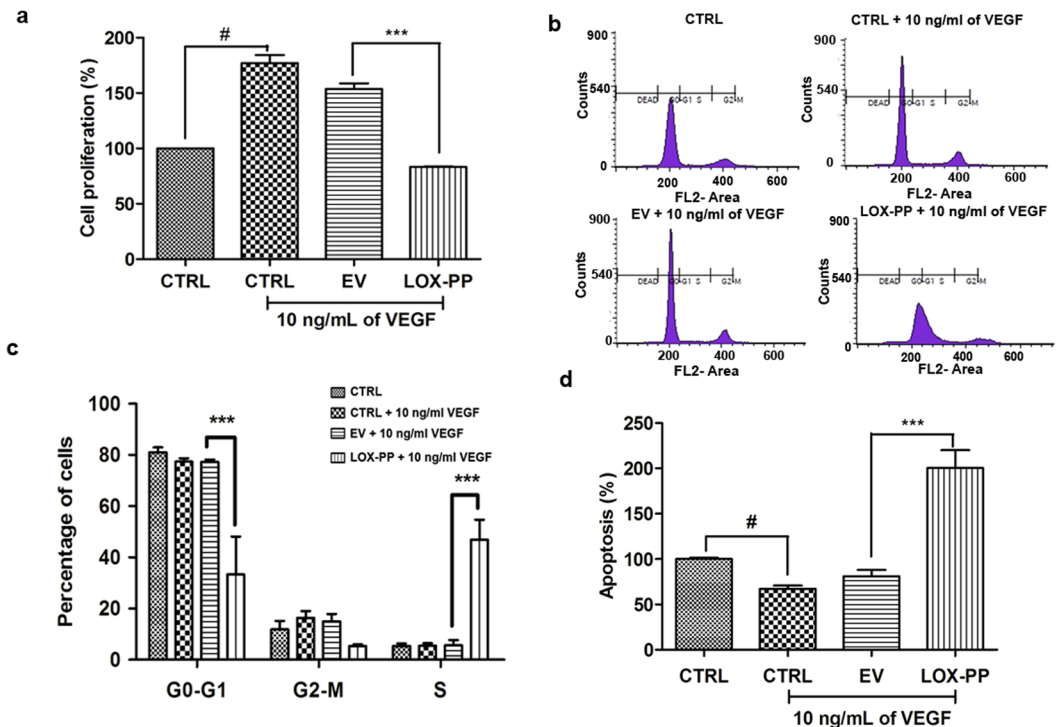 a
Cell proliferation (%)
200
150
100
50
0
#
***
CTRL
CTRL
EV
LOX-PP
10 ng/mL of VEGF
b
CTRL
900
540
0
Counts
DEAD
G0-G1
S
G2-M
200
400
600
FL2- Area
CTRL + 10 ng/ml of VEGF
900
540
0
Counts
DEAD
G0-G1
S
G2-M
200
400
600
FL2- Area
EV + 10 ng/ml of VEGF
900
540
0
Counts
DEAD
G0-G1
S
G2-M
200
400
600
FL2- Area
LOX-PP + 10 ng/ml of VEGF
900
540
0
Counts
DEAD
G0-G1
S
G2-M
200
400
600
FL2- Area
c
Percentage of cells
100
80
60
40
20
0
***
***
CTRL
CTRL + 10 ng/ml VEGF
EV + 10 ng/ml VEGF
LOX-PP + 10 ng/ml VEGF
G0-G1
G2-M
S
d
Apoptosis (%)
250
200
150
100
50
0
#
***
CTRL
CTRL
EV
LOX-PP
10 ng/mL of VEGF